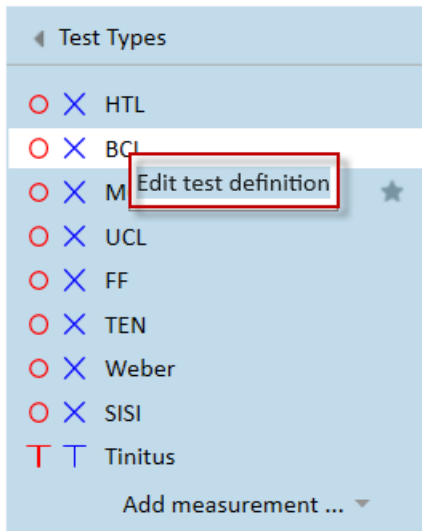 Test Types
HTL
BCL
Edit test definition
M
UCL
FF
TEN
Weber
SISI
T T Tinitus
Add measurement ...